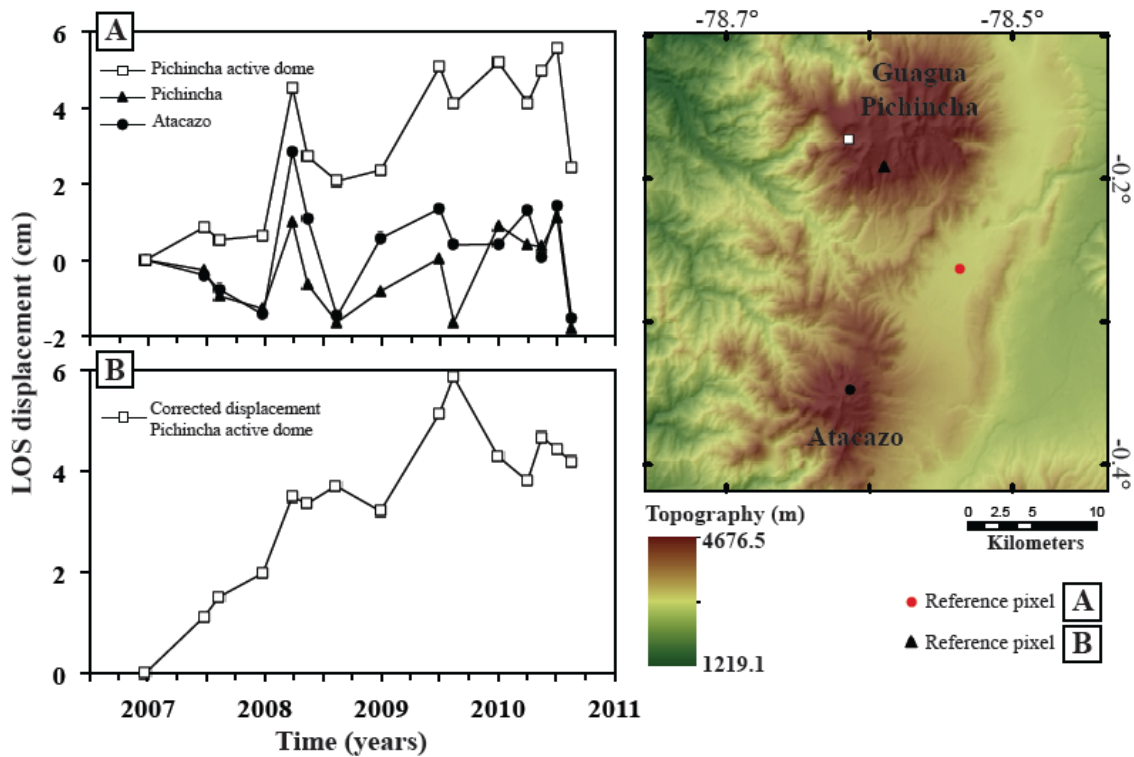 A
Pichincha active dome
Pichincha
Atacazo
6
4
2
0
-2
LOS displacement (cm)
B
Corrected displacement
Pichincha active dome
6
4
2
0
2007 2008 2009 2010 2011
Time (years)
-78.7° -78.5°
Guagua
Pichincha
-0.2°
Atacazo
-0.4°
Topography (m)
4676.5
1219.1
0 2.5 5 10
Kilometers
Reference pixel A
Reference pixel B